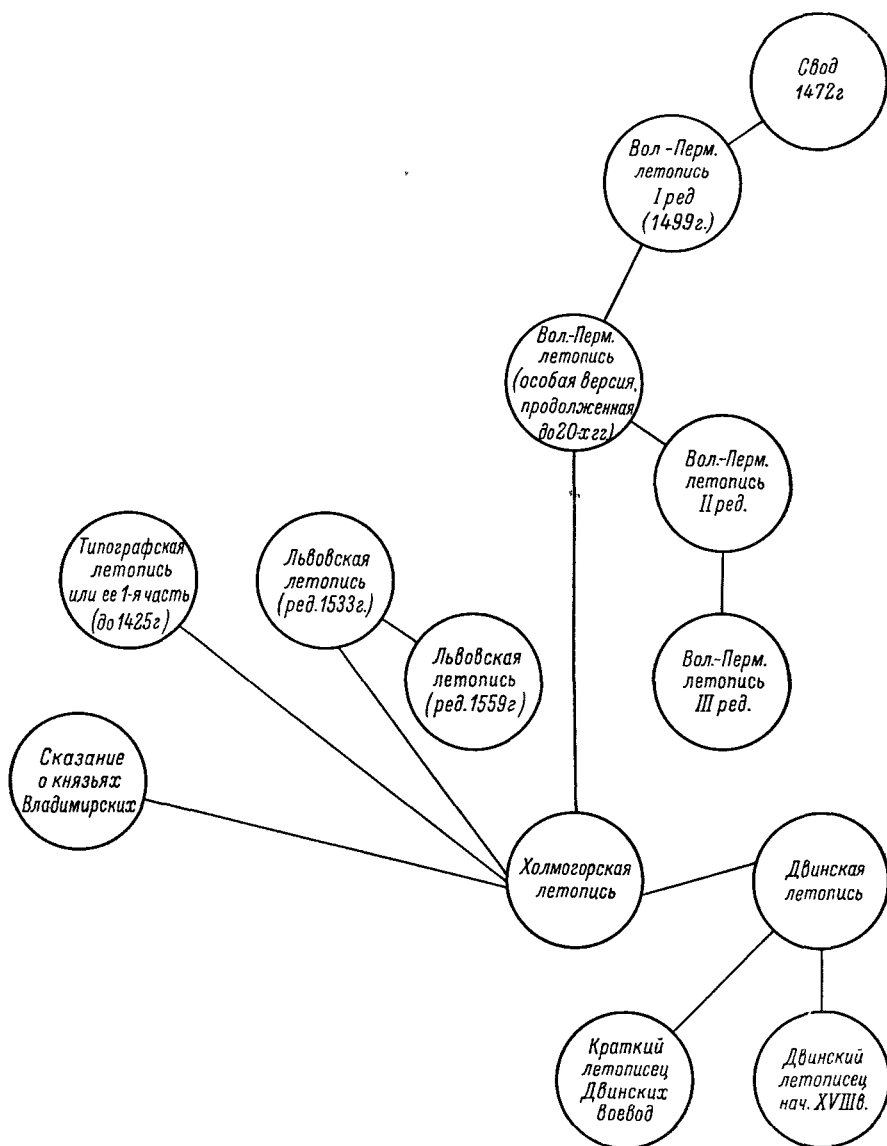 Свод
1472г
Вол-Перм.
летопись
I ред
(1499г.)
Вол.-Перм.
летопись
(особая версия,
продолженная
до 20-х гг.)
Вол.-Перм.
летопись
II ред.
Типографская
летопись
или ее 1-я часть
(до 1425г)
Львовская
летопись
(ред. 1533г.)
Львовская
летопись
(ред. 1559г)
Вол.-Перм.
летопись
III ред.
Сказание
о князьях
Владимирских
Холмогорская
летопись
Двинская
летопись
Краткий
летописец
Двинских
воевод
Двинский
летописец
нач. XVIIIв.